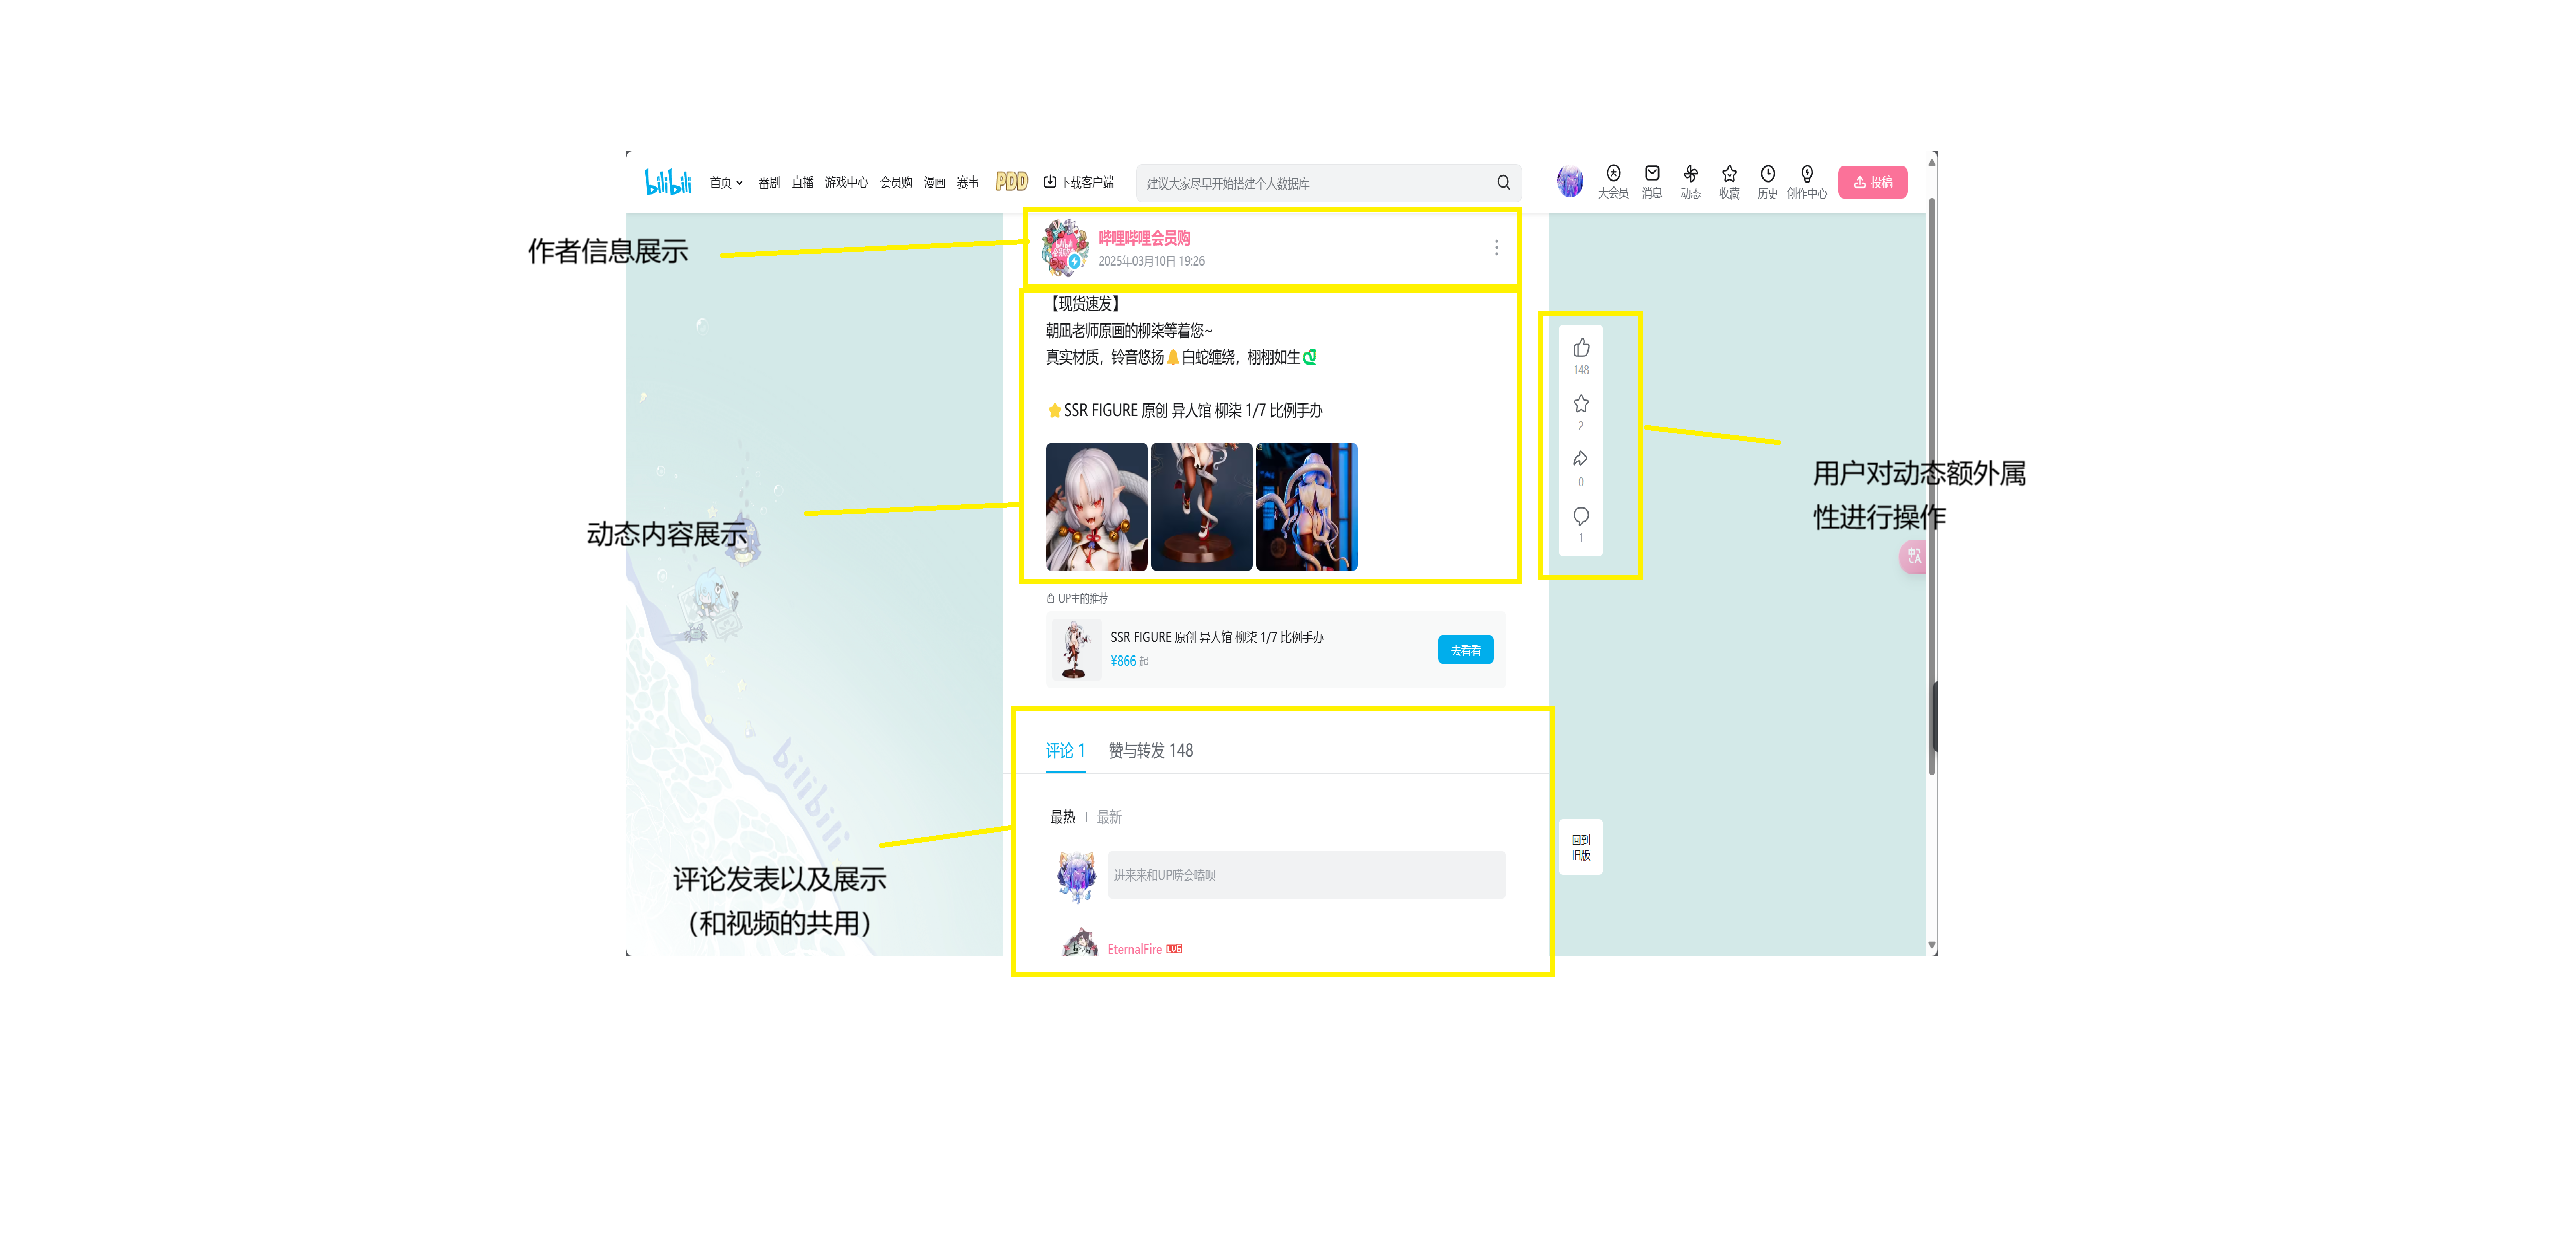 bilibili
首页
番剧
直播
游戏中心
会员购
漫画
赛事
PDD
下载客户端
建议大家尽早开始搭建个人数据库
大会员
消息
动态
收藏
历史
创作中心
投稿
作者信息展示
哔哩哔哩会员购
2025年03月10日 19:26
【现货速发】
朝凪老师原画的柳柒等着您~
真实材质，铃音悠扬🔔白蛇缠绕，栩栩如生🐍
⭐SSR FIGURE 原创 异人馆 柳柒 1/7 比例手办
动态内容展示
148
2
0
1
用户对动态额外属
性进行操作
UP主的推荐
SSR FIGURE 原创 异人馆 柳柒 1/7 比例手办
¥866 起
去看看
评论 1
赞与转发 148
最热
最新
bilibili
进来来和UP唠会嗑呗
回到
旧版
评论发表以及展示
（和视频的共用）
EternalFire LV6